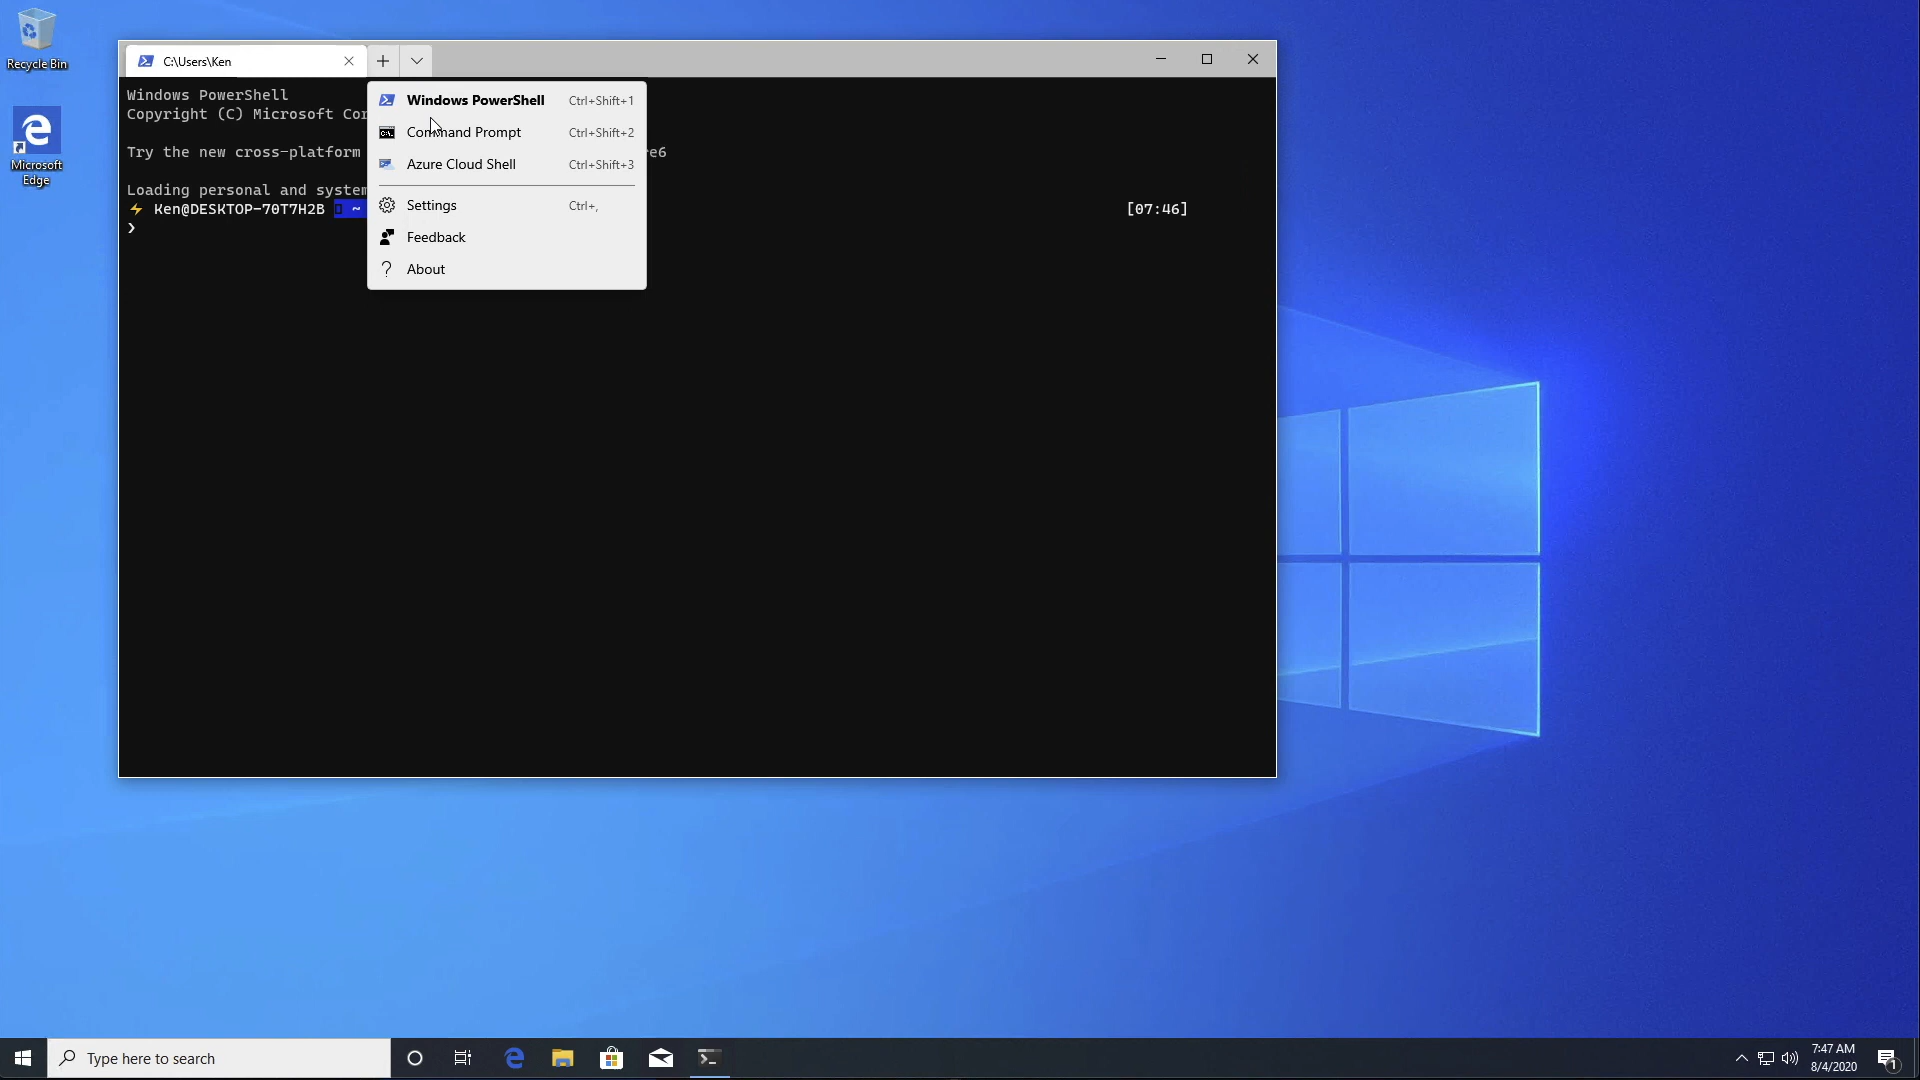 Recycle Bin
Microsoft
Edge
C:\Users\Ken
Windows PowerShell
Copyright (C) Microsoft Cor
Try the new cross-platform
re6
Loading personal and system
⚡ Ken@DESKTOP-70T7H2B ~
[07:46]
❯
Windows PowerShell Ctrl+Shift+1
Command Prompt Ctrl+Shift+2
Azure Cloud Shell Ctrl+Shift+3
Settings Ctrl+,
Feedback
? About
Type here to search
7:47 AM
8/4/2020
1